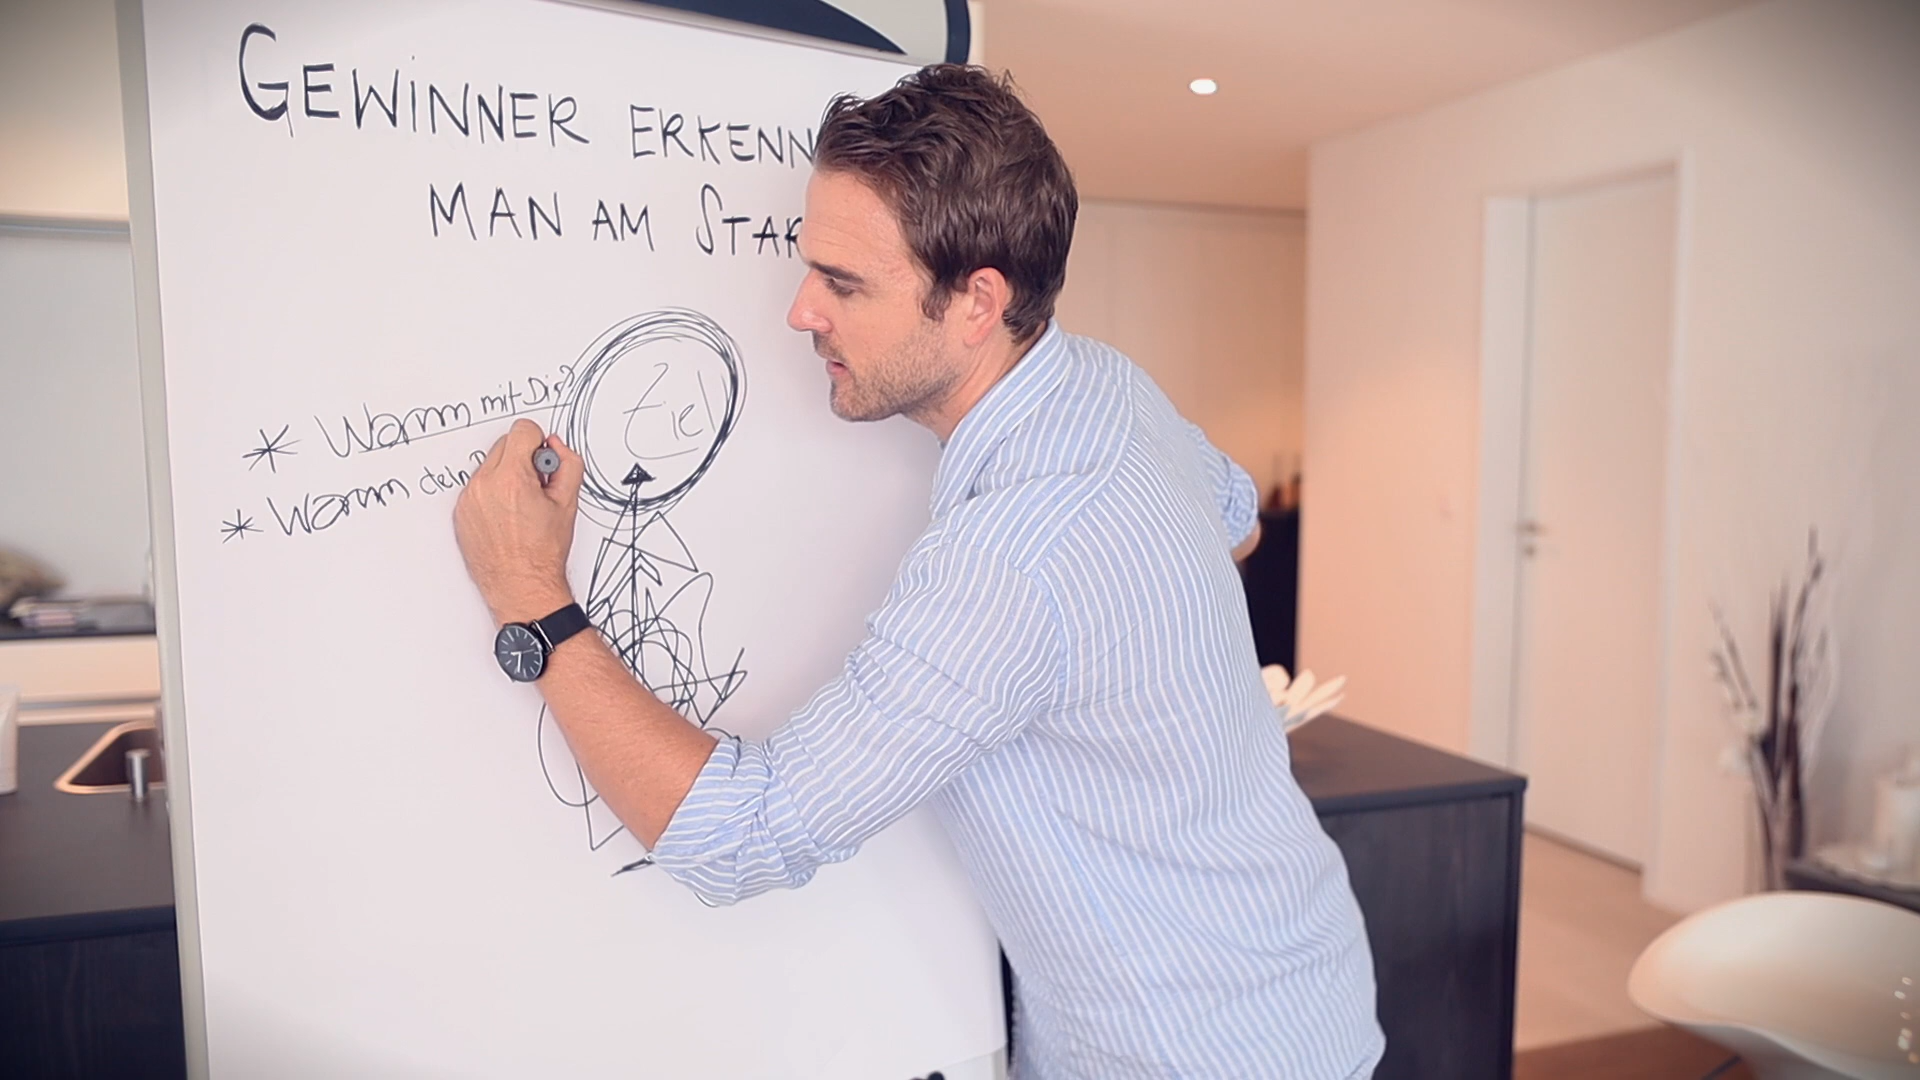 GEWINNER ERKENN
MAN AM STAR
* Warum mit Dir?
* Warum dein
Ziel